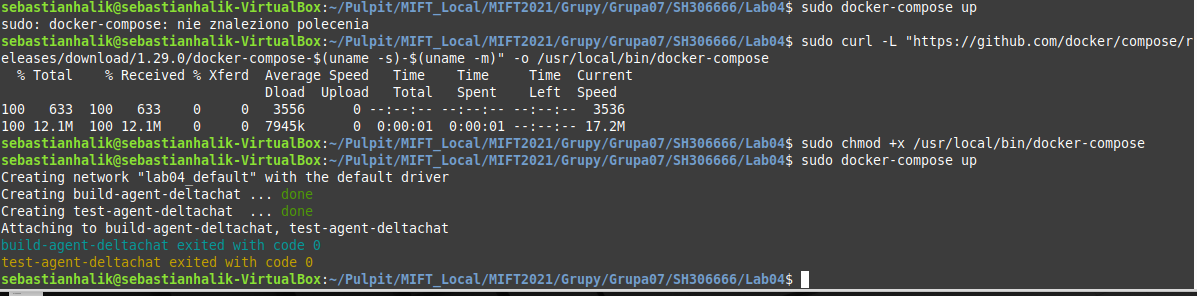 sebastianhalik@sebastianhalik-VirtualBox:~/Pulpit/MIFT_Local/MIFT2021/Grupy/Grupa07/SH306666/Lab04$ sudo docker-compose up
sudo: docker-compose: nie znaleziono polecenia
sebastianhalik@sebastianhalik-VirtualBox:~/Pulpit/MIFT_Local/MIFT2021/Grupy/Grupa07/SH306666/Lab04$ sudo curl -L "https://github.com/docker/compose/r
eleases/download/1.29.0/docker-compose-$(uname -s)-$(uname -m)" -o /usr/local/bin/docker-compose
  % Total    % Received % Xferd  Average Speed   Time    Time     Time  Current
                                 Dload  Upload   Total   Spent    Left  Speed
100   633  100   633    0     0   3556      0 --:--:-- --:--:-- --:--:--  3536
100 12.1M  100 12.1M    0     0  7945k      0  0:00:01  0:00:01 --:--:-- 17.2M
sebastianhalik@sebastianhalik-VirtualBox:~/Pulpit/MIFT_Local/MIFT2021/Grupy/Grupa07/SH306666/Lab04$ sudo chmod +x /usr/local/bin/docker-compose
sebastianhalik@sebastianhalik-VirtualBox:~/Pulpit/MIFT_Local/MIFT2021/Grupy/Grupa07/SH306666/Lab04$ sudo docker-compose up
Creating network "lab04_default" with the default driver
Creating build-agent-deltachat ... done
Creating test-agent-deltachat  ... done
Attaching to build-agent-deltachat, test-agent-deltachat
build-agent-deltachat exited with code 0
test-agent-deltachat exited with code 0
sebastianhalik@sebastianhalik-VirtualBox:~/Pulpit/MIFT_Local/MIFT2021/Grupy/Grupa07/SH306666/Lab04$